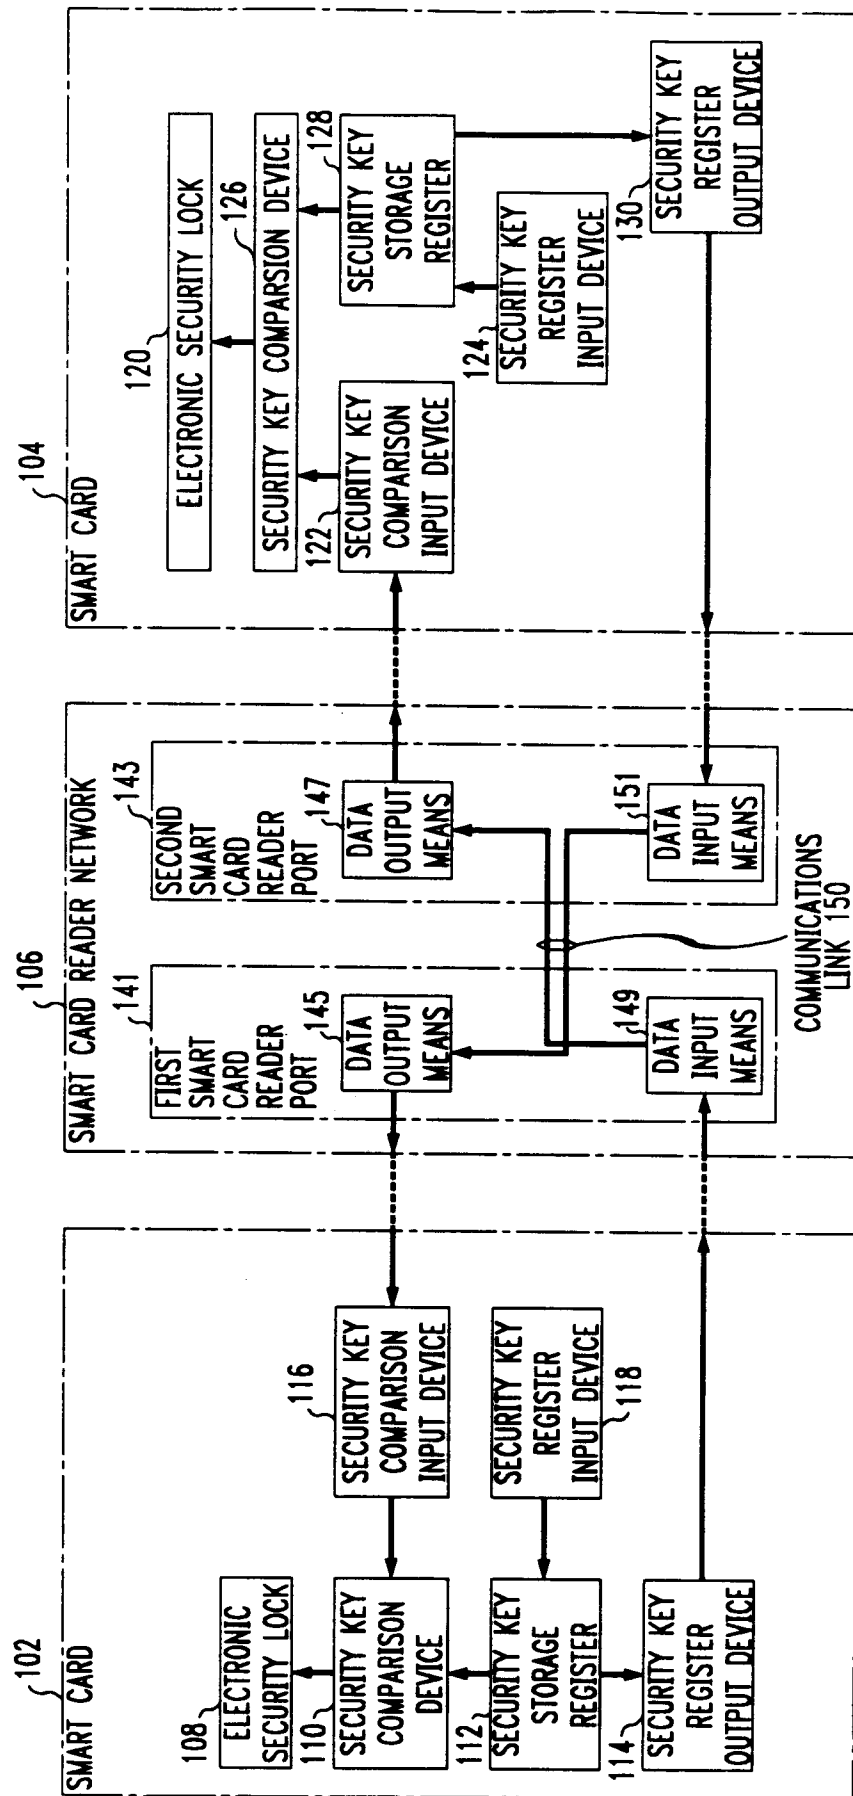 102
SMART CARD
108
ELECTRONIC
SECURITY LOCK
110
SECURITY KEY
COMPARISON
DEVICE
112
SECURITY KEY
STORAGE
REGISTER
114
SECURITY KEY
REGISTER
OUTPUT DEVICE
116
SECURITY KEY
COMPARISON
INPUT DEVICE
SECURITY KEY
REGISTER
INPUT DEVICE
118
106
SMART CARD READER NETWORK
141
FIRST
SMART
CARD
READER
PORT
145
DATA
OUTPUT
MEANS
149
DATA
INPUT
MEANS
143
SECOND
SMART
CARD
READER
PORT
147
DATA
OUTPUT
MEANS
151
DATA
INPUT
MEANS
COMMUNICATIONS
LINK 150
104
SMART CARD
120
ELECTRONIC SECURITY LOCK
126
SECURITY KEY COMPARSION DEVICE
122
SECURITY KEY
COMPARISON
INPUT DEVICE
128
SECURITY KEY
STORAGE
REGISTER
124
SECURITY KEY
REGISTER
INPUT DEVICE
130
SECURITY KEY
REGISTER
OUTPUT DEVICE